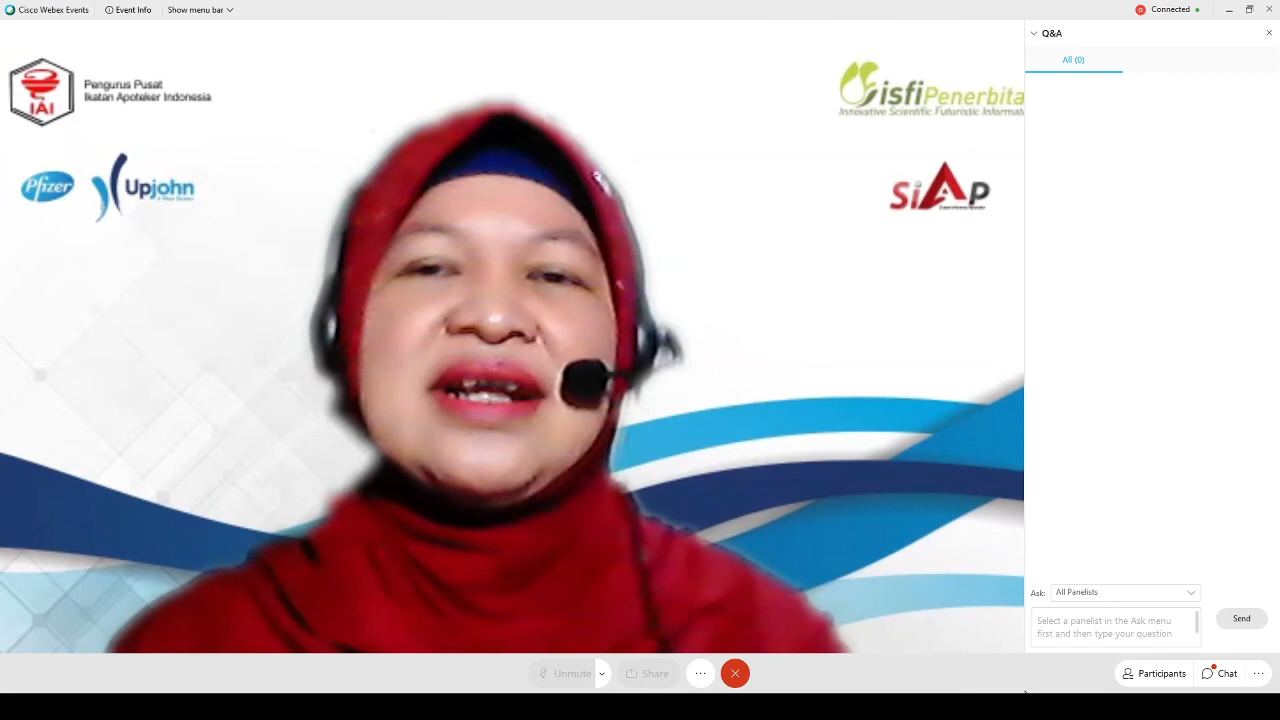 Cisco Webex Events
Event Info
Show menu bar
Connected
Q&A
All (0)
IAI
Pengurus Pusat
Ikatan Apoteker Indonesia
isfiPenerbita
Innovative Scientific Futuristic Informat
Pfizer
Upjohn
SiAP
Ask:
All Panelists
Select a panelist in the Ask menu
first and then type your question
Send
Unmute
Share
Participants
Chat